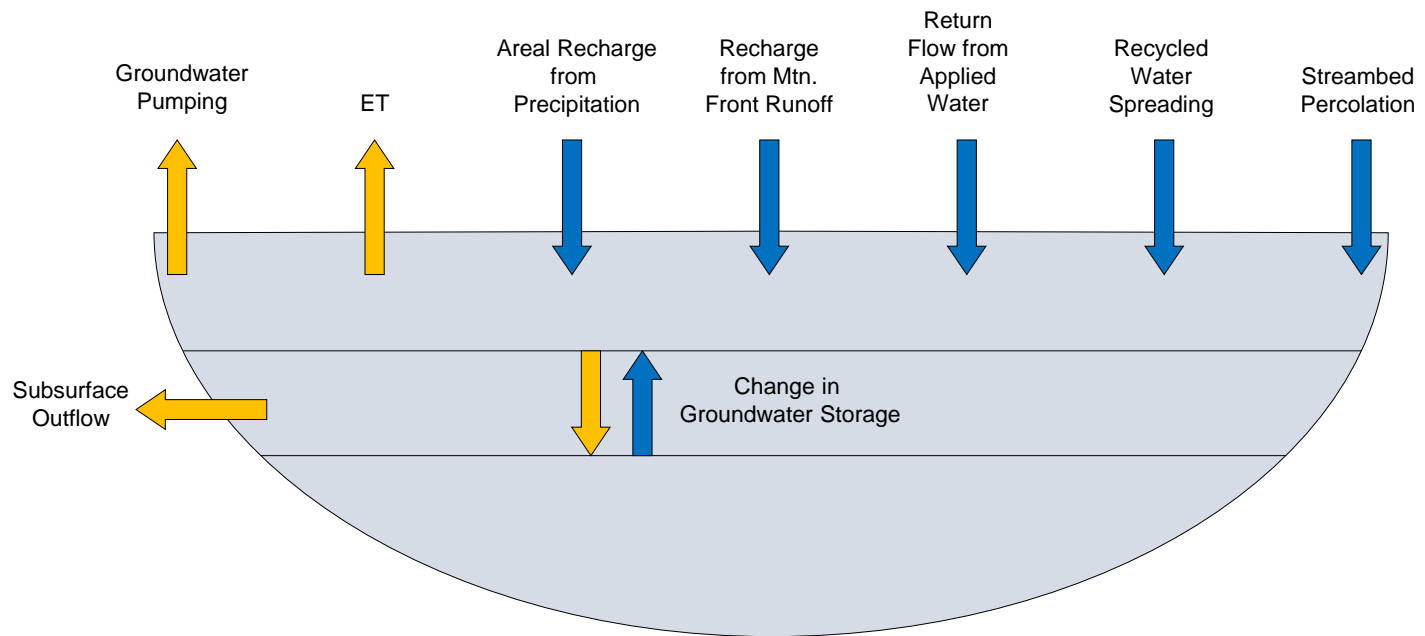 Groundwater
Pumping
ET
Areal Recharge
from
Precipitation
Recharge
from Mtn.
Front Runoff
Return
Flow from
Applied
Water
Recycled
Water
Spreading
Streambed
Percolation
Subsurface
Outflow
Change in
Groundwater Storage